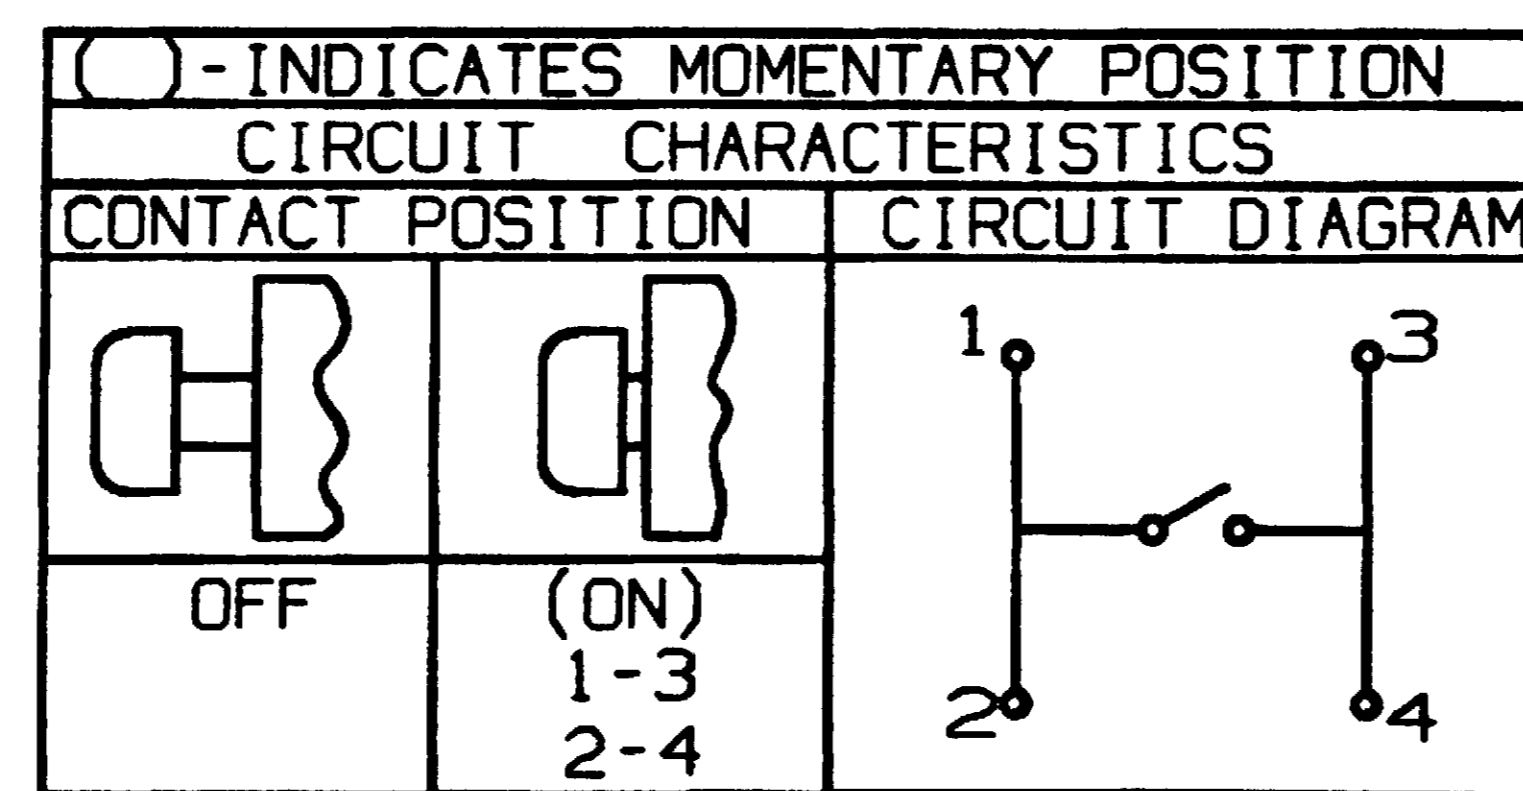 ( )-INDICATES MOMENTARY POSITION
CIRCUIT CHARACTERISTICS
CONTACT POSITION
CIRCUIT DIAGRAM
OFF
(ON)
1-3
2-4
1
3
2
4